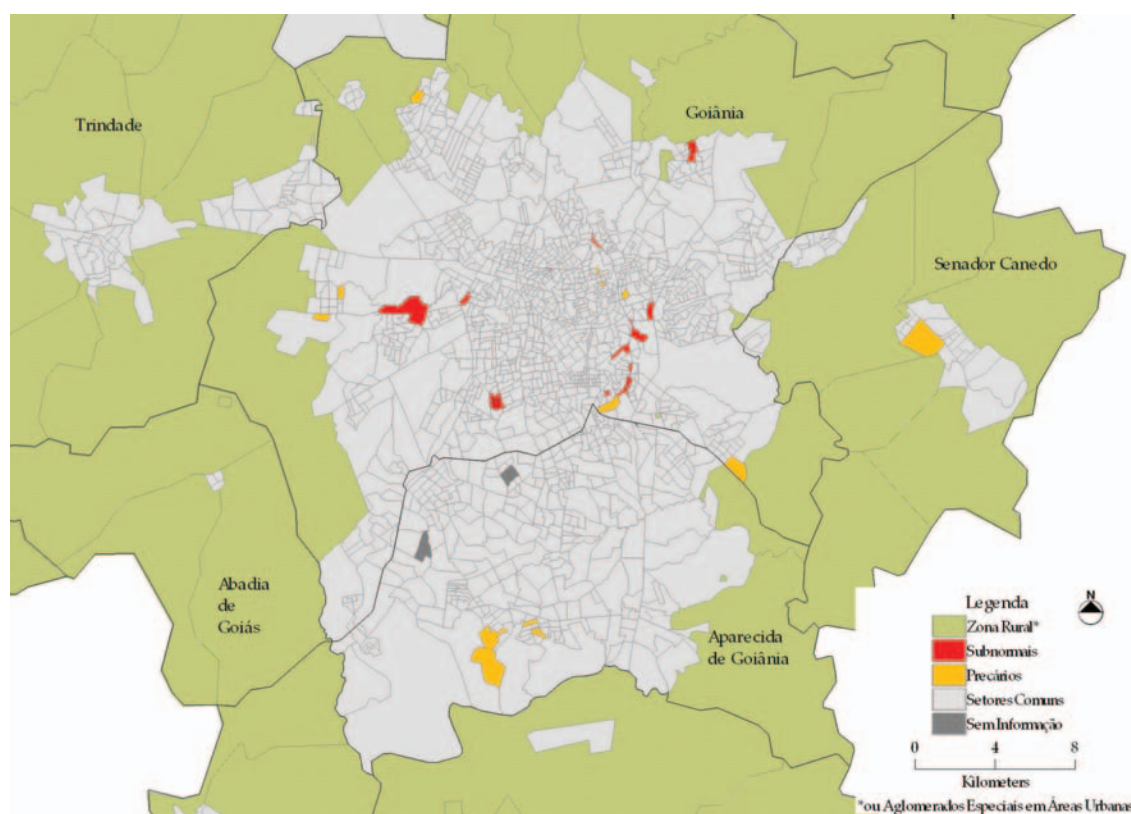 Goiânia
Trindade
Senador Canedo
Abadia
de
Goiás
Aparecida
de Goiânia
N
Legenda
Zona Rural*
Subnormais
Precários
Setores Comuns
Sem Informação
0 4 8
Kilometers
*ou Aglomerados Especiais em Áreas Urbanas